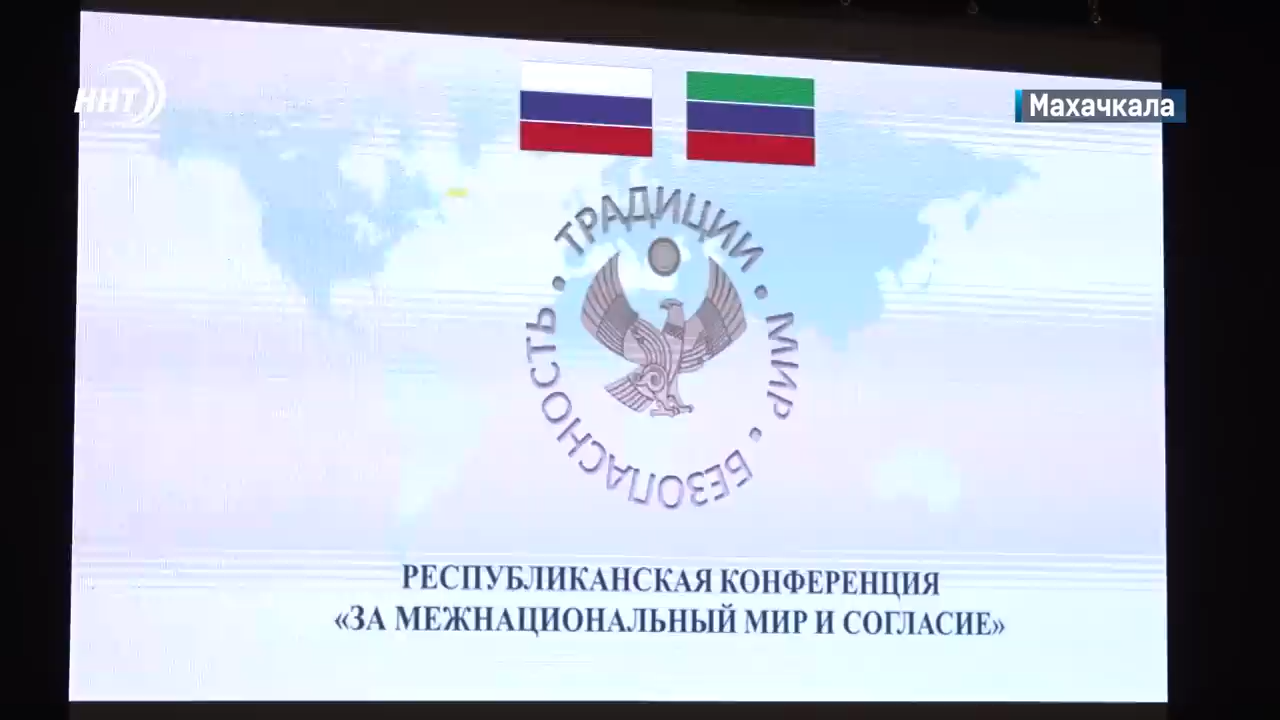 ННТ
Махачкала
ТРАДИЦИИ • МИР • БЕЗОПАСНОСТЬ •
РЕСПУБЛИКАНСКАЯ КОНФЕРЕНЦИЯ
«ЗА МЕЖНАЦИОНАЛЬНЫЙ МИР И СОГЛАСИЕ»